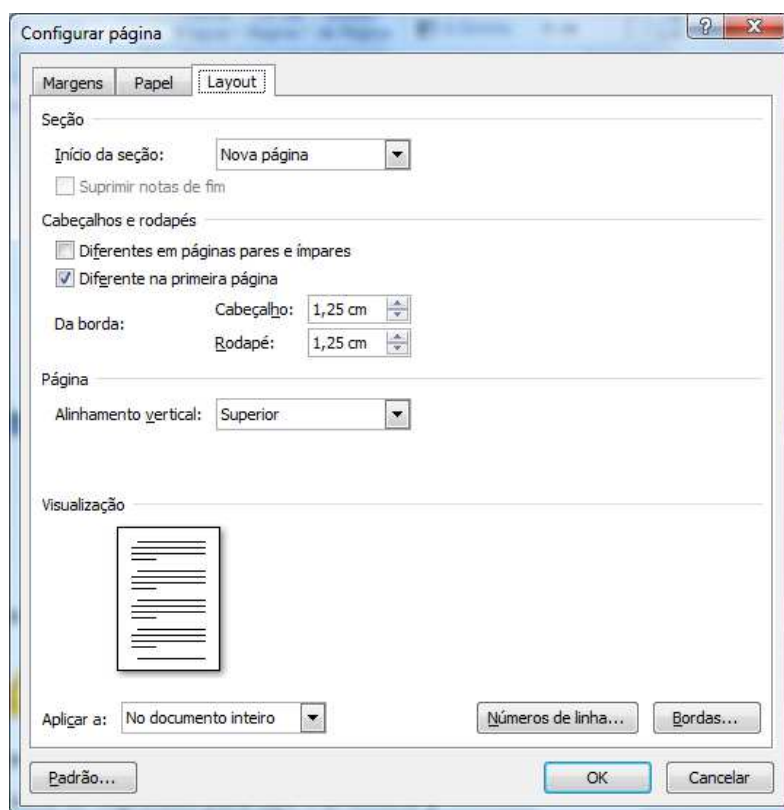 Configurar página
Margens Papel Layout
Seção
Início da seção: Nova página
Suprimir notas de fim
Cabeçalhos e rodapés
Diferentes em páginas pares e ímpares
Diferente na primeira página
Cabeçalho: 1,25 cm
Da borda:
Rodapé: 1,25 cm
Página
Alinhamento vertical: Superior
Visualização
Aplicar a: No documento inteiro Números de linha... Bordas...
Padrão... OK Cancelar